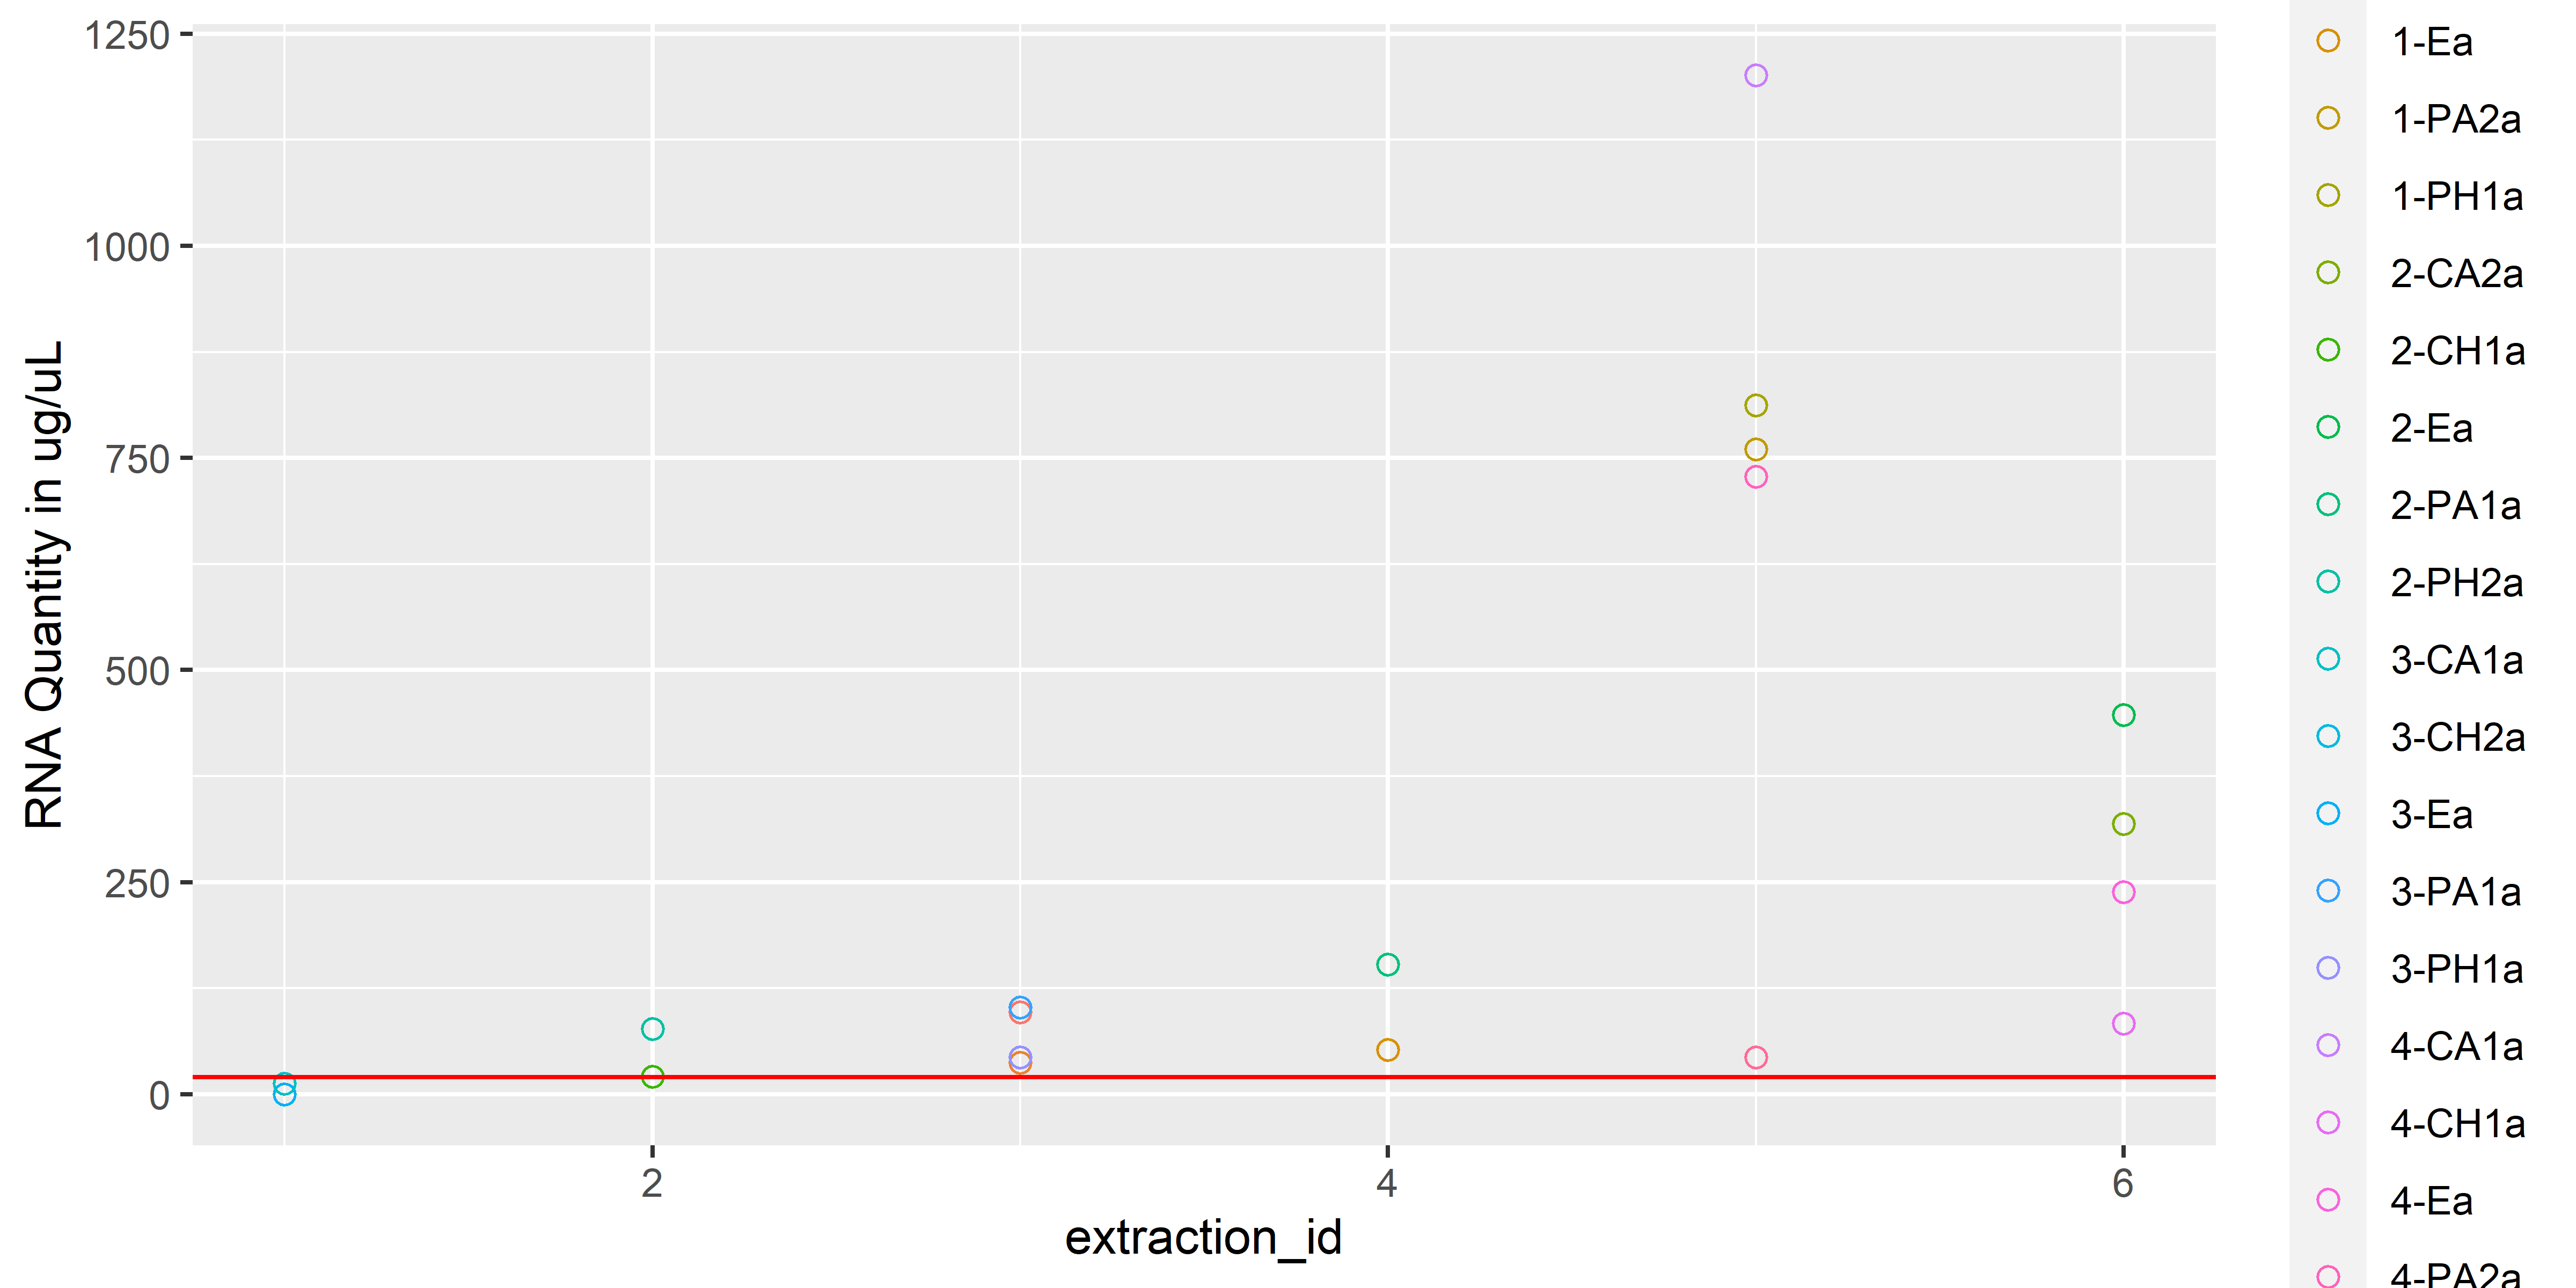 1250
1000
750
500
250
0
RNA Quantity in ug/uL
2
4
6
extraction_id
1-Ea
1-PA2a
1-PH1a
2-CA2a
2-CH1a
2-Ea
2-PA1a
2-PH2a
3-CA1a
3-CH2a
3-Ea
3-PA1a
3-PH1a
4-CA1a
4-CH1a
4-Ea
4-PA2a